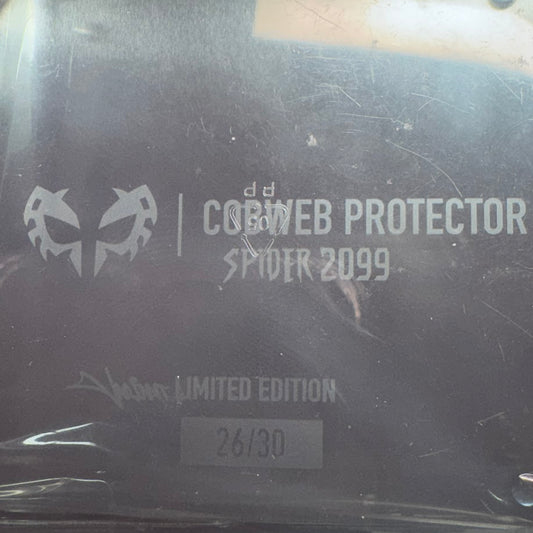 COBWEB PROTECTOR
SPIDER 2099
LIMITED EDITION
26/30